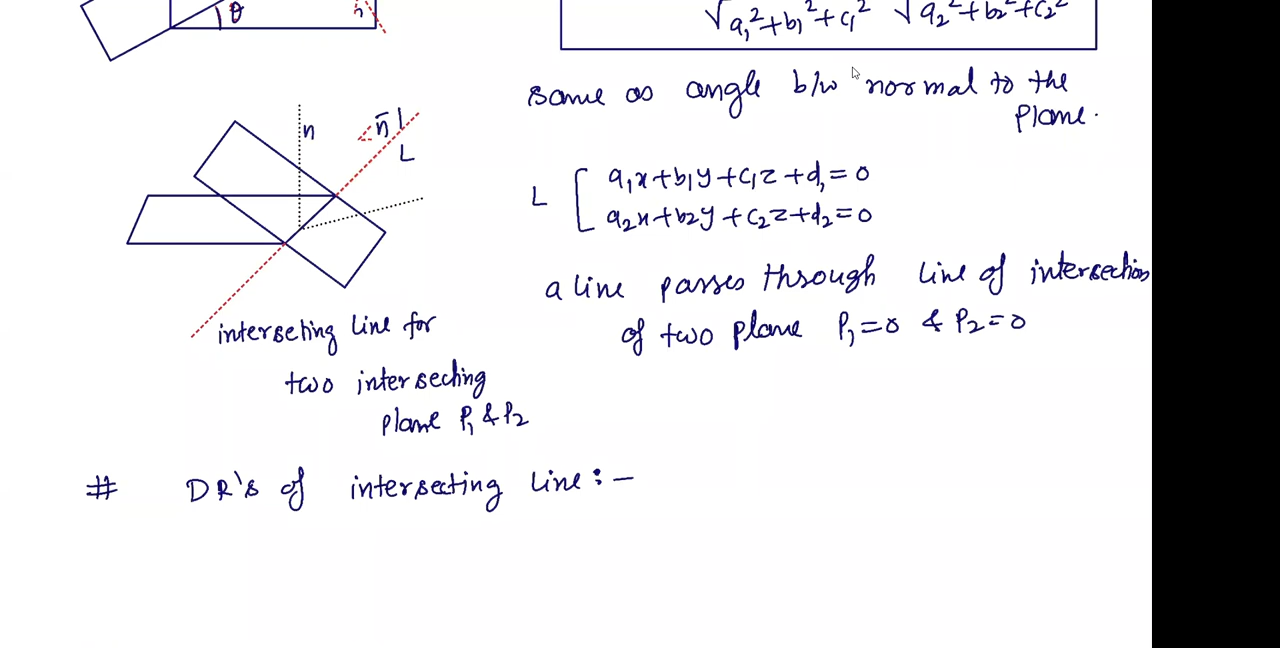 θ
√a₁²+b₁²+c₁² √a₂²+b₂²+c₂²
same as angle b/w normal to the
plane.
n
n̄
L
L [ a₁x+b₁y+c₁z+d₁=0
a₂x+b₂y+c₂z+d₂=0
a line passes through line of intersection
of two plane P₁=0 & P₂=0
interseting line for
two intersecting
plane P₁ & P₂
# DR's of intersecting line :-